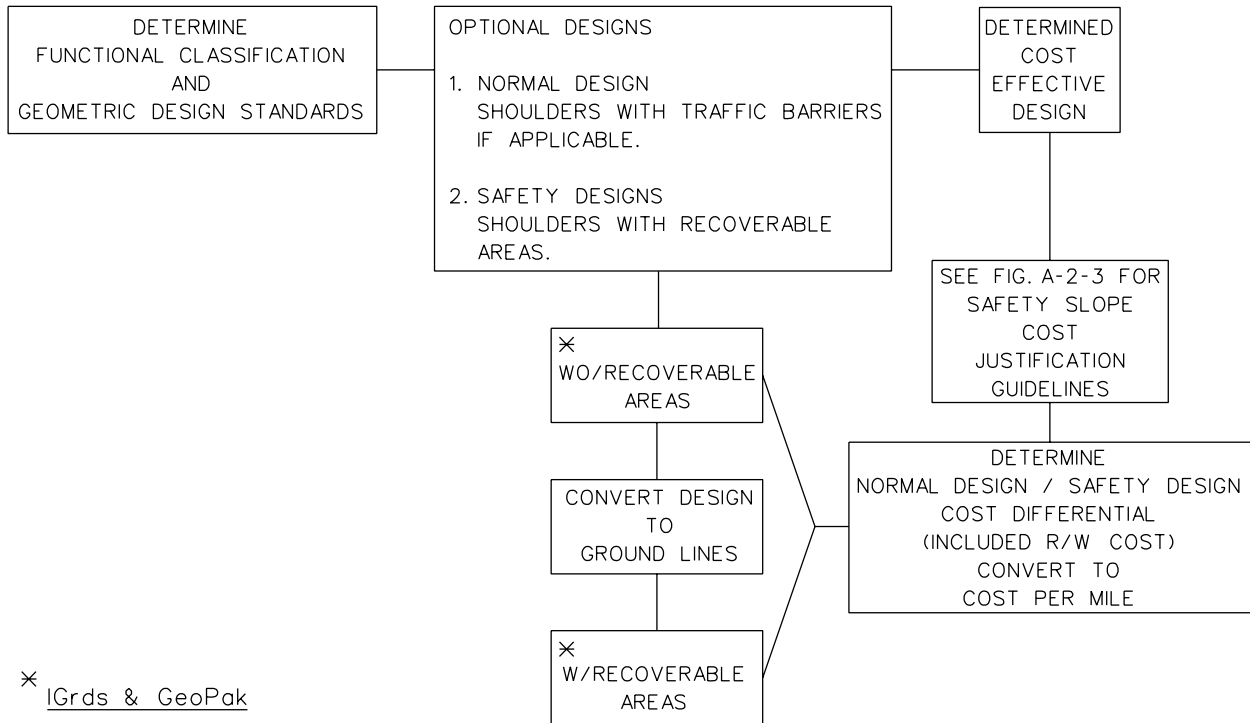 DETERMINE
FUNCTIONAL CLASSIFICATION
AND
GEOMETRIC DESIGN STANDARDS
OPTIONAL DESIGNS
1. NORMAL DESIGN
SHOULDERS WITH TRAFFIC BARRIERS
IF APPLICABLE.
2. SAFETY DESIGNS
SHOULDERS WITH RECOVERABLE
AREAS.
DETERMINED
COST
EFFECTIVE
DESIGN
SEE FIG. A-2-3 FOR
SAFETY SLOPE
COST
JUSTIFICATION
GUIDELINES
*
WO/RECOVERABLE
AREAS
CONVERT DESIGN
TO
GROUND LINES
*
W/RECOVERABLE
AREAS
DETERMINE
NORMAL DESIGN / SAFETY DESIGN
COST DIFFERENTIAL
(INCLUDED R/W COST)
CONVERT TO
COST PER MILE
* IGrds & GeoPak